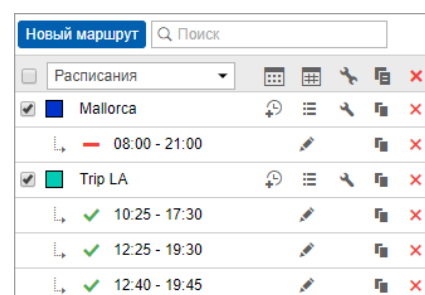 Новый маршрут Поиск
Расписания
Mallorca
08:00 - 21:00
Trip LA
10:25 - 17:30
12:25 - 19:30
12:40 - 19:45